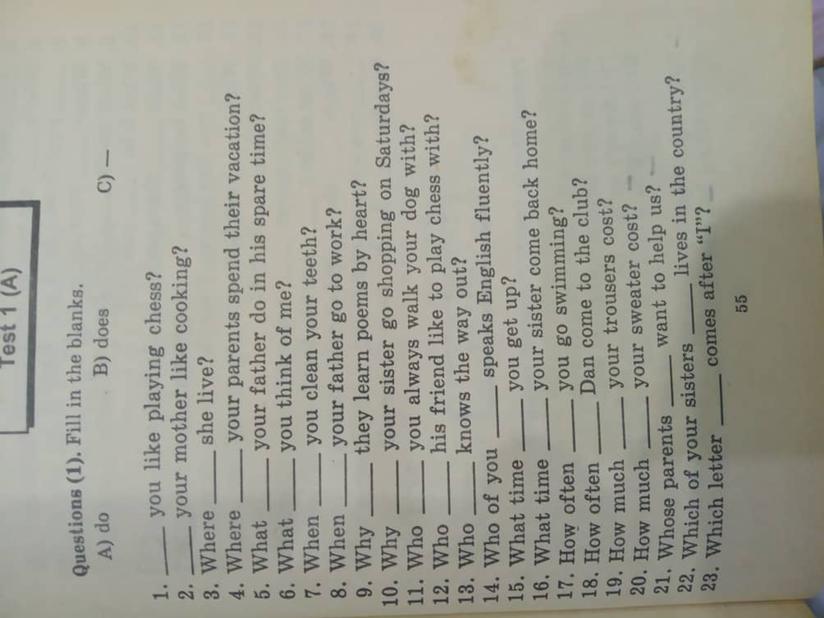 Test 1 (A)
Questions (1). Fill in the blanks.
A) do B) does C) —
1. ____ you like playing chess?
2. ____ your mother like cooking?
3. Where ____ she live?
4. Where ____ your parents spend their vacation?
5. What ____ your father do in his spare time?
6. What ____ you think of me?
7. When ____ you clean your teeth?
8. When ____ your father go to work?
9. Why ____ they learn poems by heart?
10. Why ____ your sister go shopping on Saturdays?
11. Who ____ you always walk your dog with?
12. Who ____ his friend like to play chess with?
13. Who ____ knows the way out?
14. Who of you ____ speaks English fluently?
15. What time ____ you get up?
16. What time ____ your sister come back home?
17. How often ____ you go swimming?
18. How often ____ Dan come to the club?
19. How much ____ your trousers cost?
20. How much ____ your sweater cost?
21. Whose parents ____ want to help us?
22. Which of your sisters ____ lives in the country?
23. Which letter ____ comes after “I”?
55